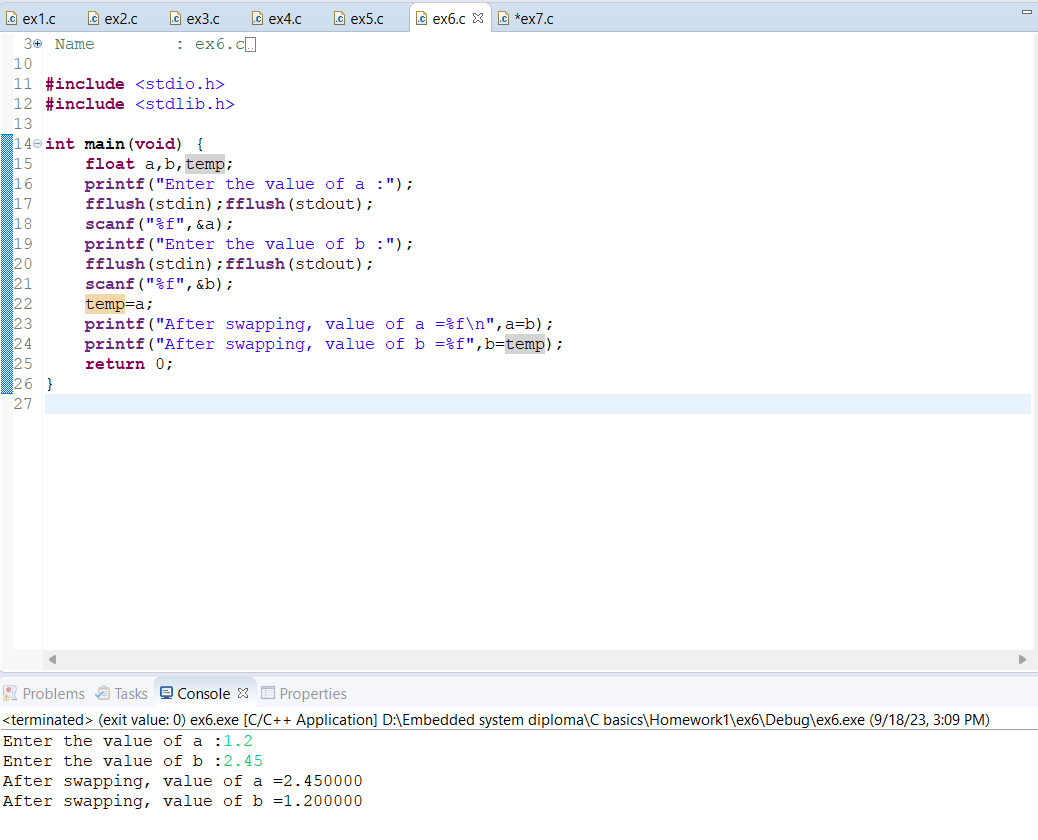 ex1.c ex2.c ex3.c ex4.c ex5.c ex6.c *ex7.c
3 Name : ex6.c
10
11 #include <stdio.h>
12 #include <stdlib.h>
13
14 int main(void) {
15 float a,b,temp;
16 printf("Enter the value of a :");
17 fflush(stdin);fflush(stdout);
18 scanf("%f",&a);
19 printf("Enter the value of b :");
20 fflush(stdin);fflush(stdout);
21 scanf("%f",&b);
22 temp=a;
23 printf("After swapping, value of a =%f\n",a=b);
24 printf("After swapping, value of b =%f",b=temp);
25 return 0;
26 }
27
Problems Tasks Console Properties
<terminated> (exit value: 0) ex6.exe [C/C++ Application] D:\Embedded system diploma\C basics\Homework1\ex6\Debug\ex6.exe (9/18/23, 3:09 PM)
Enter the value of a :1.2
Enter the value of b :2.45
After swapping, value of a =2.450000
After swapping, value of b =1.200000